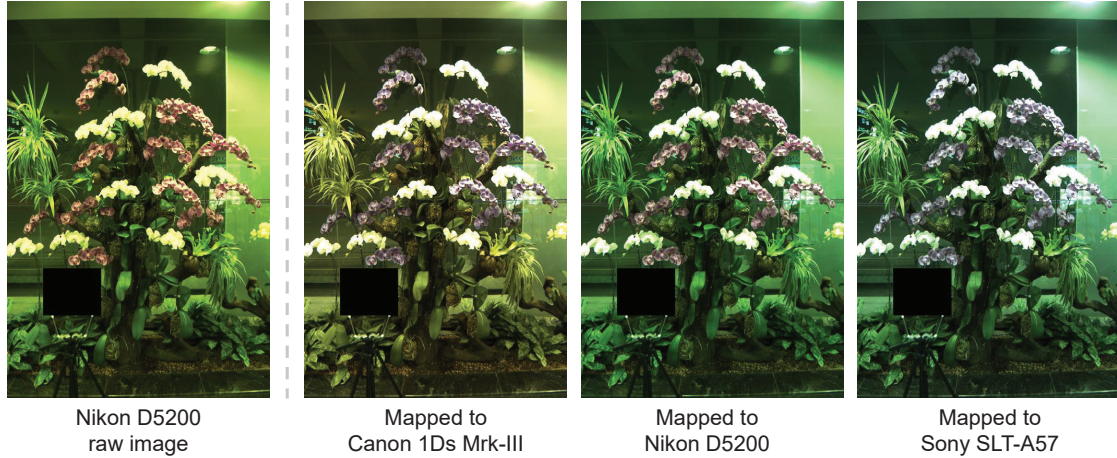 Nikon D5200
raw image
Mapped to
Canon 1Ds Mrk-III
Mapped to
Nikon D5200
Mapped to
Sony SLT-A57